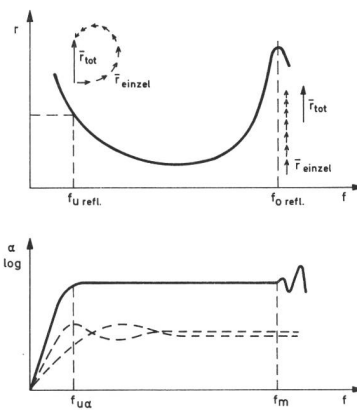 r
r̅tot
r̅einzel
r̅tot
r̅einzel
fu refl.
fo refl.
f
α
log
fuα
fm
f